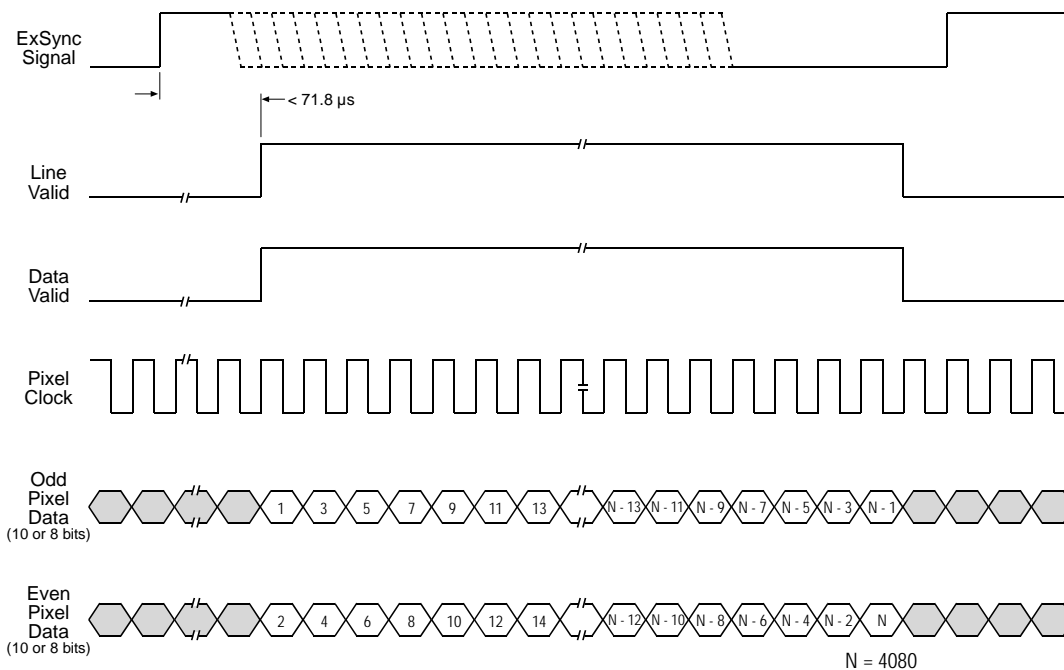 ExSync
Signal
< 71.8 µs
Line
Valid
Data
Valid
Pixel
Clock
Odd
Pixel
Data
(10 or 8 bits)
1 3 5 7 9 11 13 N - 13 N - 11 N - 9 N - 7 N - 5 N - 3 N - 1
Even
Pixel
Data
(10 or 8 bits)
2 4 6 8 10 12 14 N - 12 N - 10 N - 8 N - 6 N - 4 N - 2 N
N = 4080